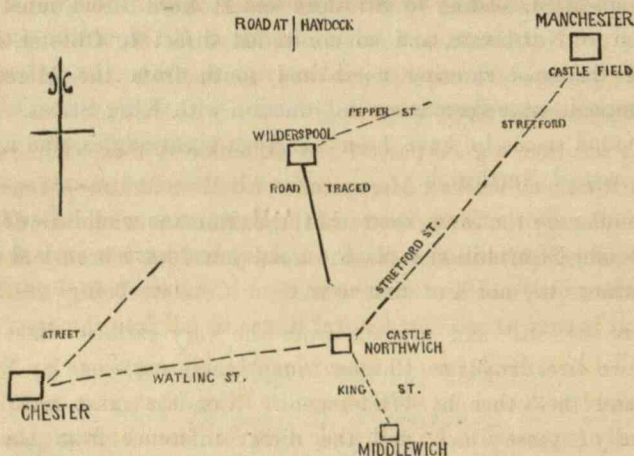 ROAD AT HAYDOCK
MANCHESTER
CASTLE FIELD
PEPPER ST
STRETFORD
WILDERSPOOL
ROAD TRACED
STRETFORD ST.
STREET
CASTLE
NORTHWICH
WATLING ST.
CHESTER
KING ST.
MIDDLEWICH